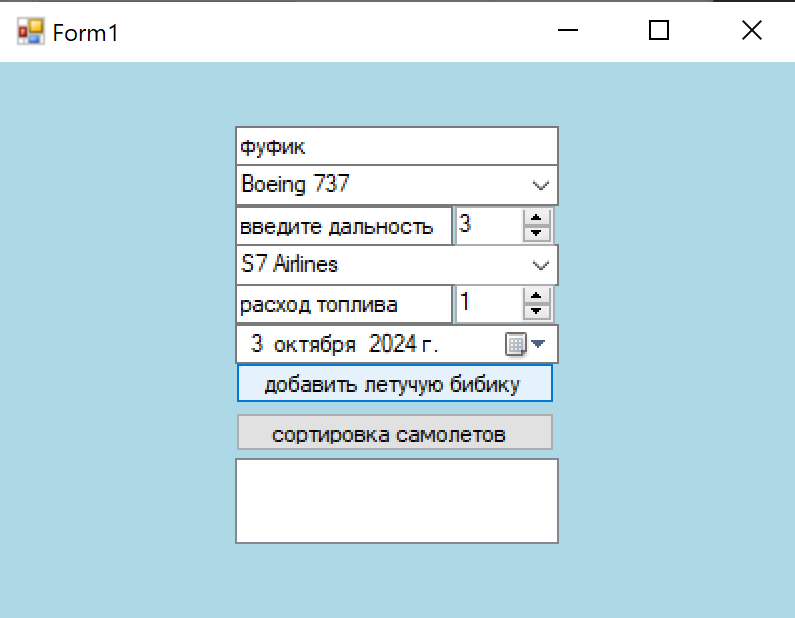 Form1
фуфик
Boeing 737
введите дальность 3
S7 Airlines
расход топлива 1
3 октября 2024 г.
добавить летучую бибику
сортировка самолетов